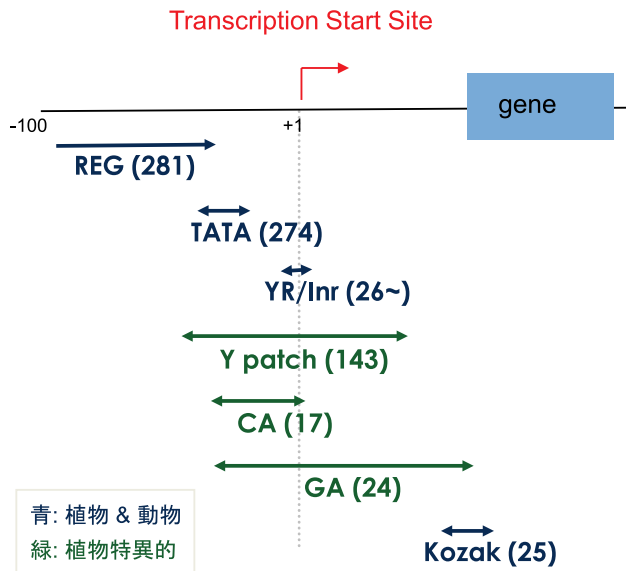 Transcription Start Site
gene
-100
+1
REG (281)
TATA (274)
YR/Inr (26~)
Y patch (143)
CA (17)
GA (24)
青: 植物 & 動物
緑: 植物特異的
Kozak (25)